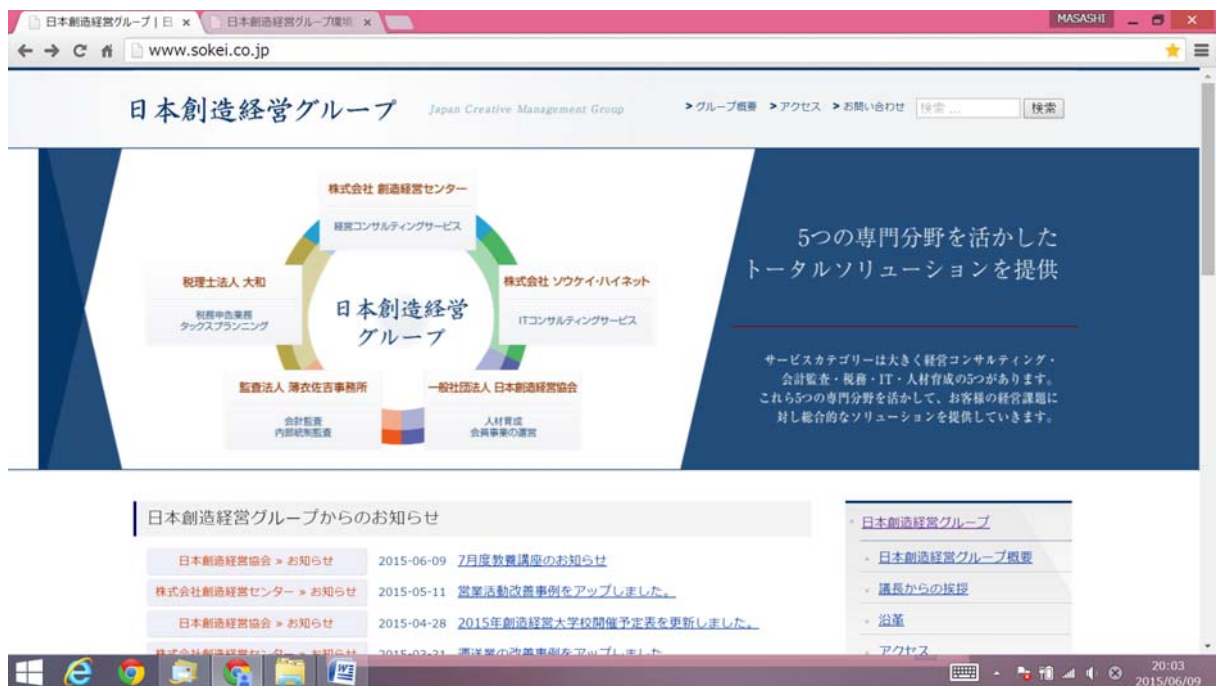 日本創造経営グループ | 日
日本創造経営グループ環境
MASASHI
www.sokei.co.jp
日本創造経営グループ
Japan Creative Management Group
>グループ概要 >アクセス >お問い合わせ 検索 ... 検索
株式会社 創造経営センター
経営コンサルティングサービス
税理士法人 大和
税務申告業務
タックスプランニング
株式会社 ソウケイ・ハイネット
ITコンサルティングサービス
日本創造経営
グループ
監査法人 薄衣佐吉事務所
会計監査
内部統制監査
一般社団法人 日本創造経営協会
人材育成
会員事業の運営
5つの専門分野を活かした
トータルソリューションを提供
サービスカテゴリーは大きく経営コンサルティング・
会計監査・税務・IT・人材育成の5つがあります。
これら5つの専門分野を活かして、お客様の経営課題に
対し総合的なソリューションを提供していきます。
日本創造経営グループからのお知らせ
日本創造経営協会 » お知らせ 2015-06-09 7月度教養講座のお知らせ
株式会社創造経営センター » お知らせ 2015-05-11 営業活動改善事例をアップしました。
日本創造経営協会 » お知らせ 2015-04-28 2015年創造経営大学校開催予定表を更新しました。
日本創造経営グループ
日本創造経営グループ概要
議長からの挨拶
沿革
アクセス
20:03
2015/06/09